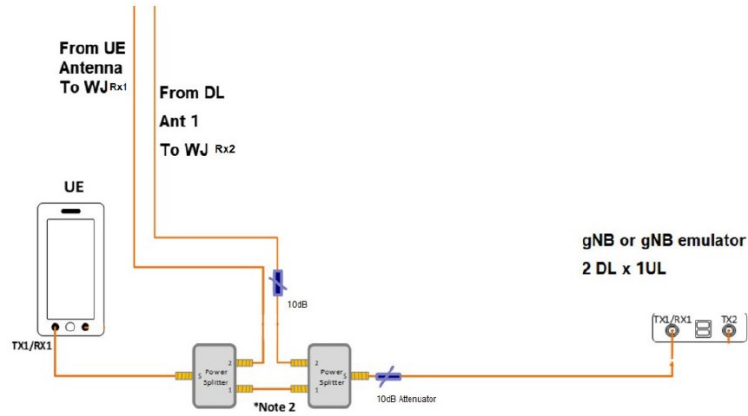 From UE
Antenna
To WJ Rx1
From DL
Ant 1
To WJ Rx2
UE
gNB or gNB emulator
2 DL x 1UL
10dB
TX1/RX1
TX2
TX1/RX1
S
Power
Splitter
2
1
2
1
Power
Splitter
S
10dB Attenuator
*Note 2